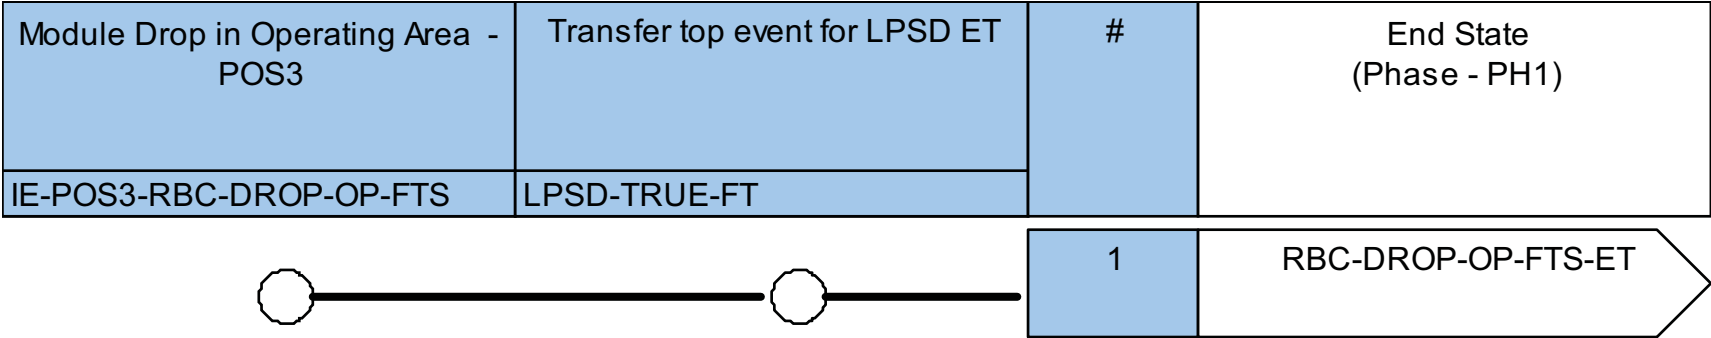 Module Drop in Operating Area -
POS3
Transfer top event for LPSD ET
#
End State
(Phase - PH1)
IE-POS3-RBC-DROP-OP-FTS
LPSD-TRUE-FT
1
RBC-DROP-OP-FTS-ET